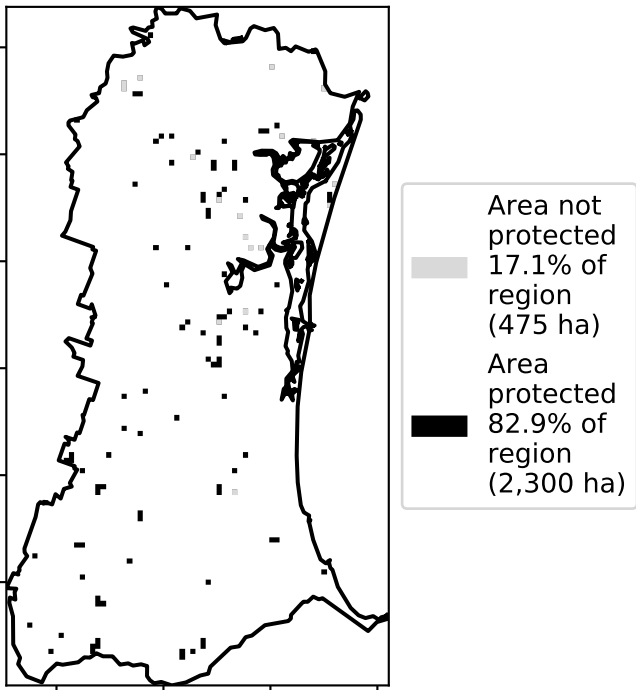 Area not
protected
17.1% of
region
(475 ha)
Area
protected
82.9% of
region
(2,300 ha)